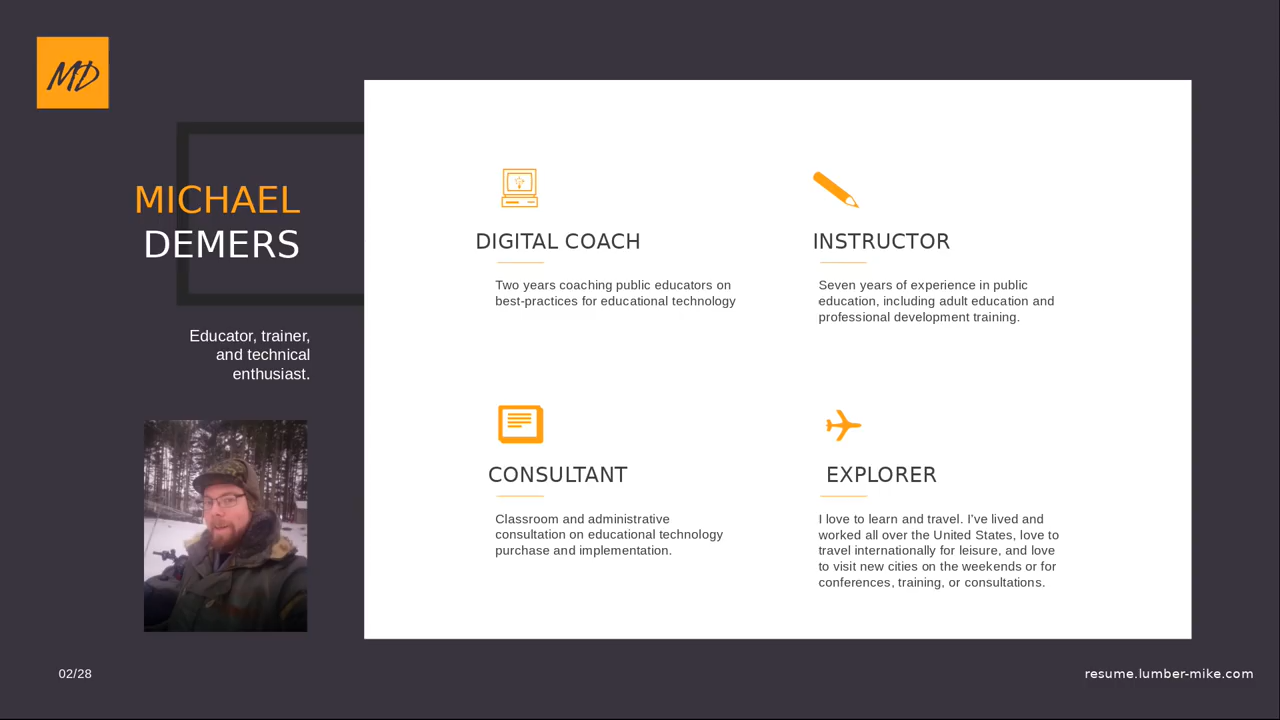 MD
MICHAEL
DEMERS
Educator, trainer,
and technical
enthusiast.
DIGITAL COACH
Two years coaching public educators on
best-practices for educational technology
INSTRUCTOR
Seven years of experience in public
education, including adult education and
professional development training.
CONSULTANT
Classroom and administrative
consultation on educational technology
purchase and implementation.
EXPLORER
I love to learn and travel. I've lived and
worked all over the United States, love to
travel internationally for leisure, and love
to visit new cities on the weekends or for
conferences, training, or consultations.
02/28
resume.lumber-mike.com